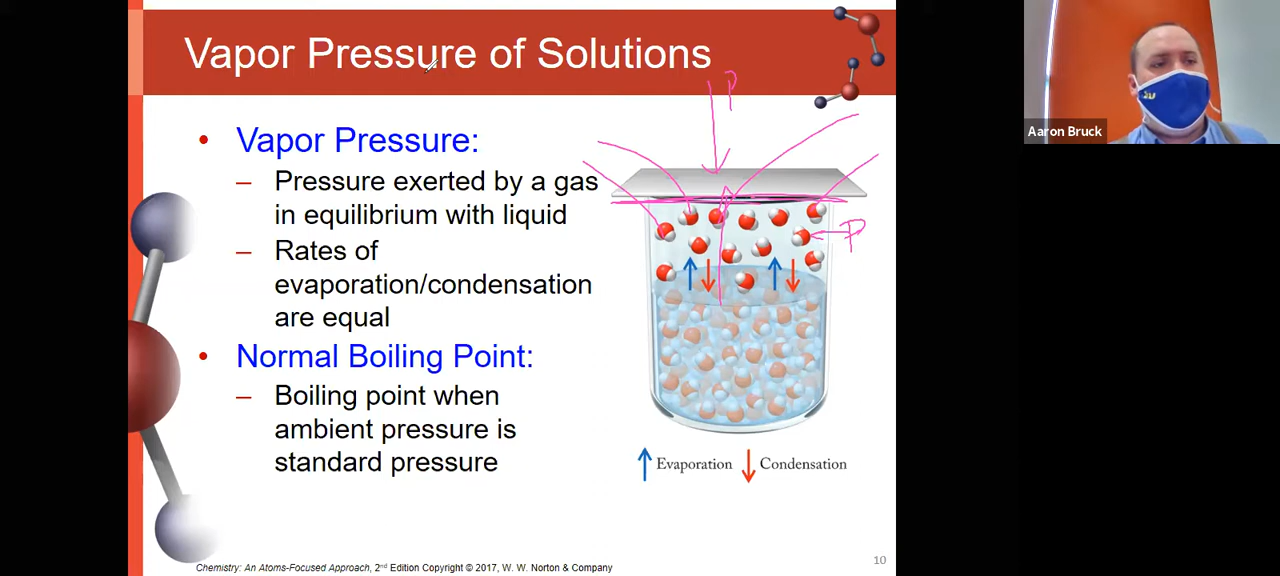 Vapor Pressure of Solutions
P
Aaron Bruck
• Vapor Pressure:
– Pressure exerted by a gas
in equilibrium with liquid
– Rates of
evaporation/condensation
are equal
P
• Normal Boiling Point:
– Boiling point when
ambient pressure is
standard pressure
Evaporation Condensation
Chemistry: An Atoms-Focused Approach, 2nd Edition Copyright © 2017, W. W. Norton & Company
10